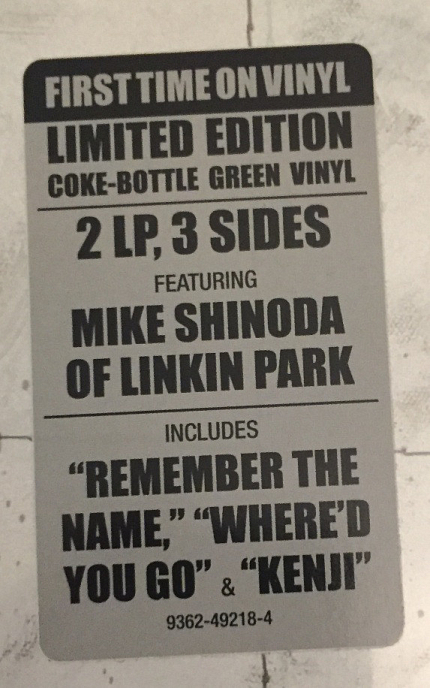 FIRST TIME ON VINYL
LIMITED EDITION
COKE-BOTTLE GREEN VINYL
2 LP, 3 SIDES
FEATURING
MIKE SHINODA
OF LINKIN PARK
INCLUDES
“REMEMBER THE
NAME,” “WHERE’D
YOU GO” & “KENJI”
9362-49218-4